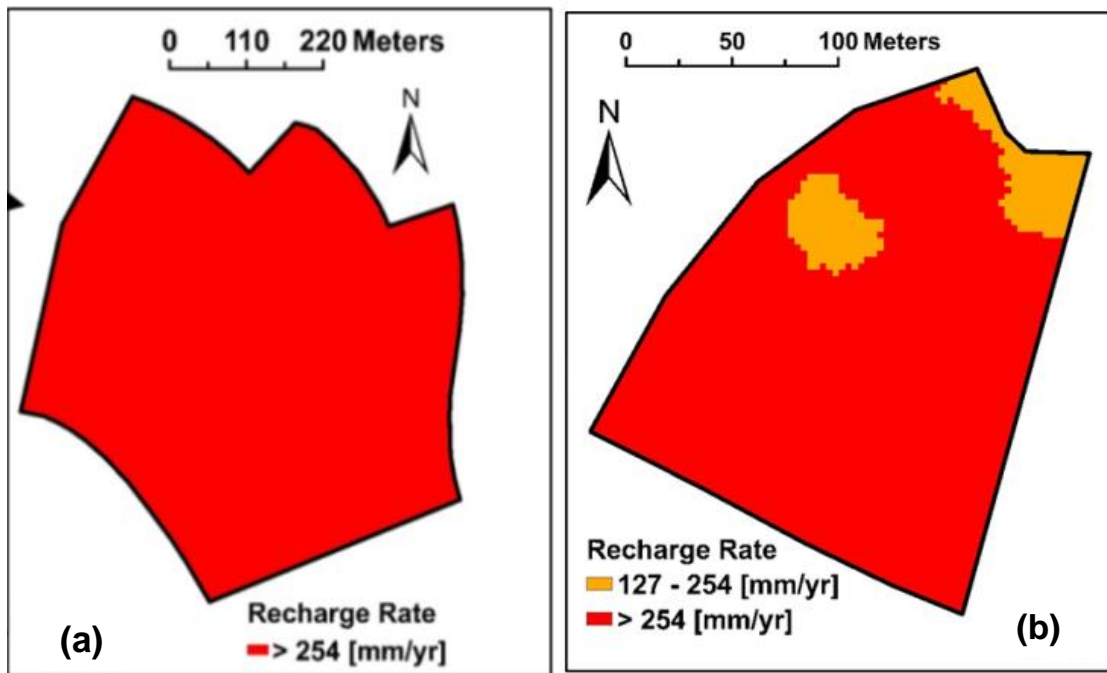 0 110 220 Meters
N
Recharge Rate
> 254 [mm/yr]
(a)
0 50 100 Meters
N
Recharge Rate
127 - 254 [mm/yr]
> 254 [mm/yr]
(b)